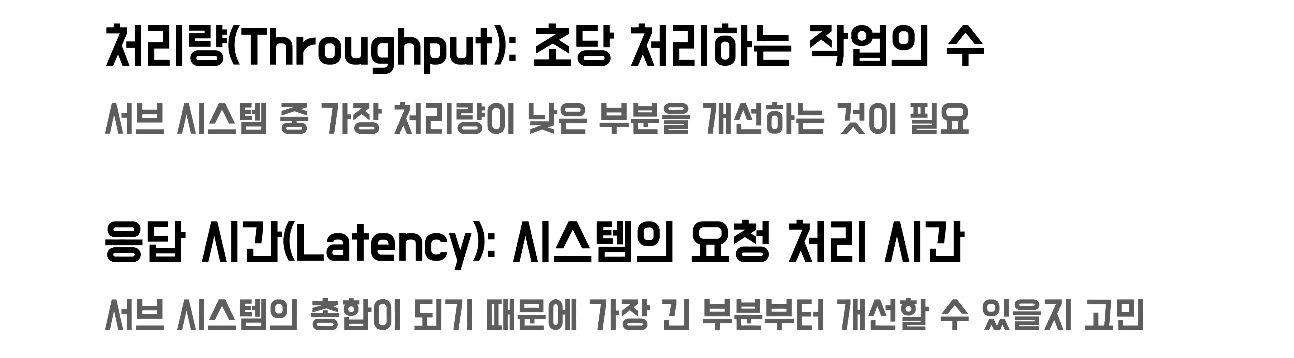 처리량(Throughput): 초당 처리하는 작업의 수
서브 시스템 중 가장 처리량이 낮은 부분을 개선하는 것이 필요
응답 시간(Latency): 시스템의 요청 처리 시간
서브 시스템의 총합이 되기 때문에 가장 긴 부분부터 개선할 수 있을지 고민